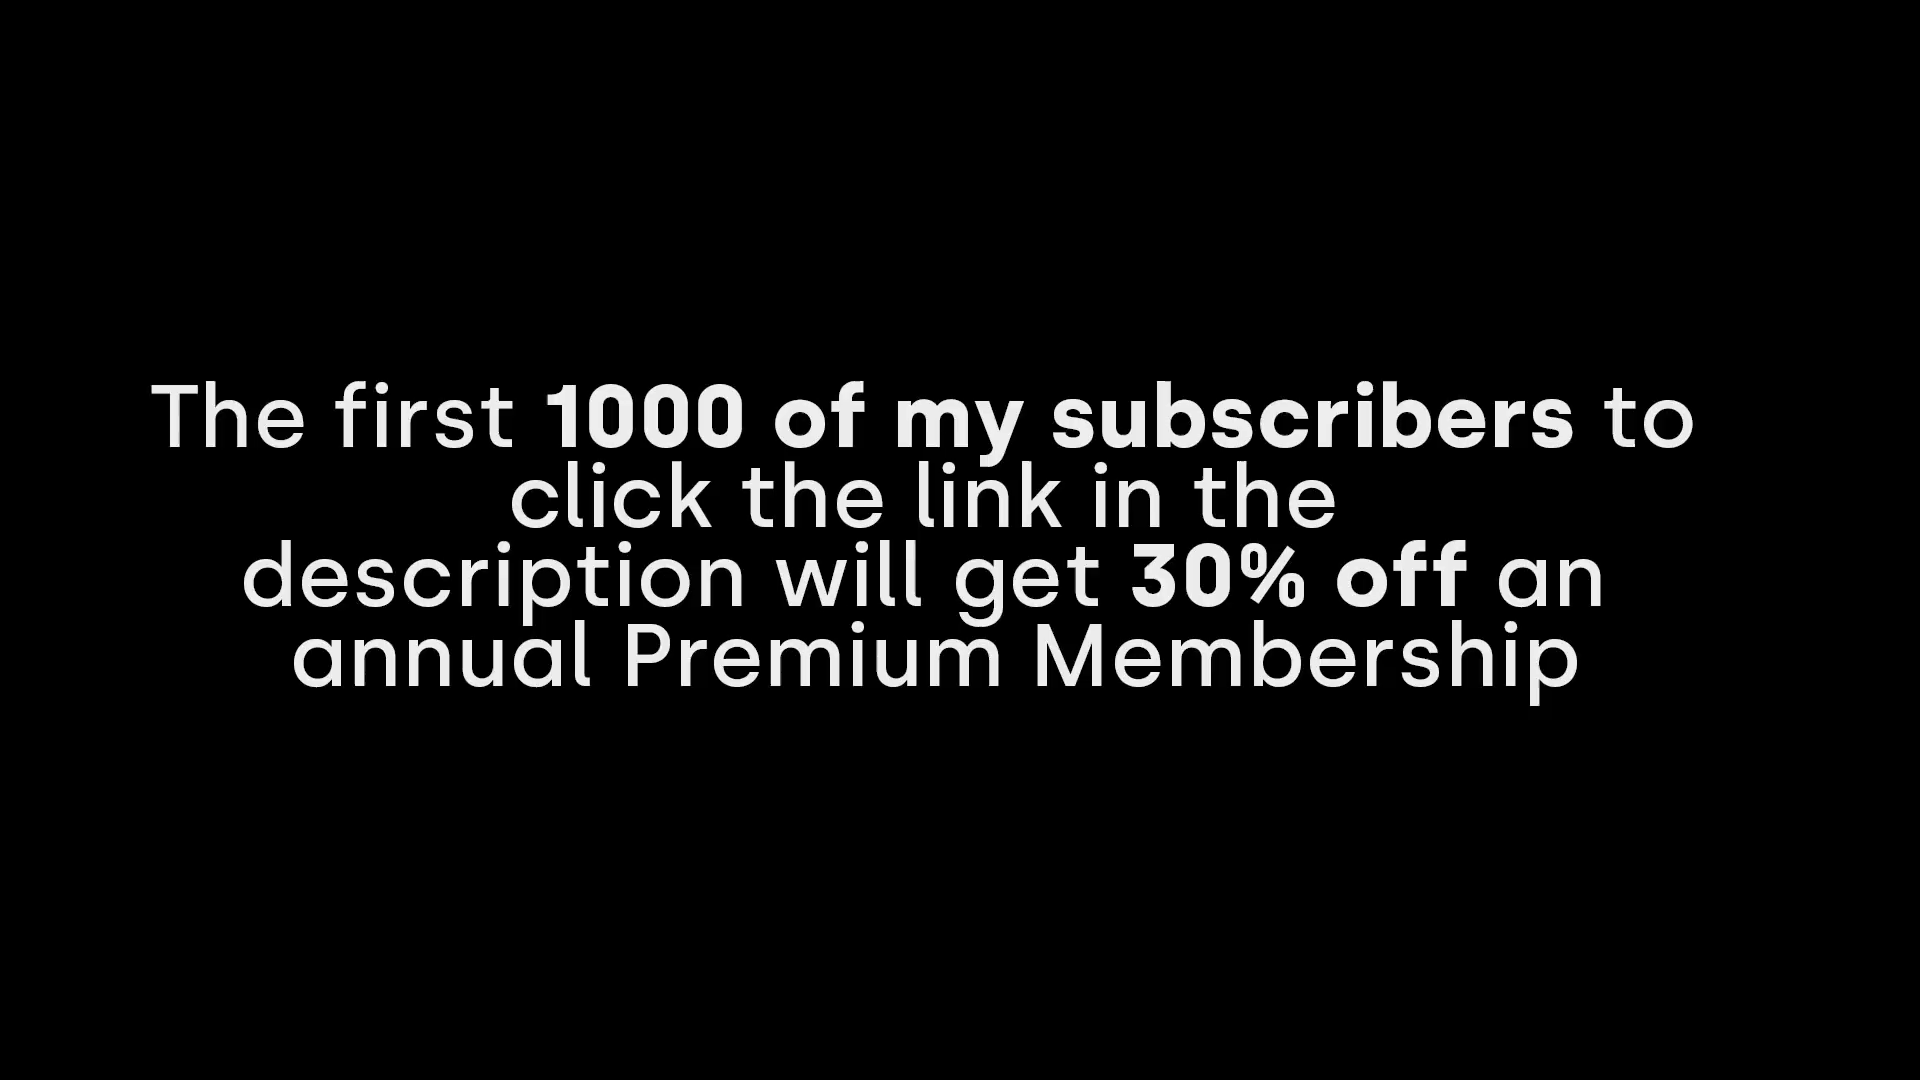 The first 1000 of my subscribers to
click the link in the
description will get 30% off an
annual Premium Membership